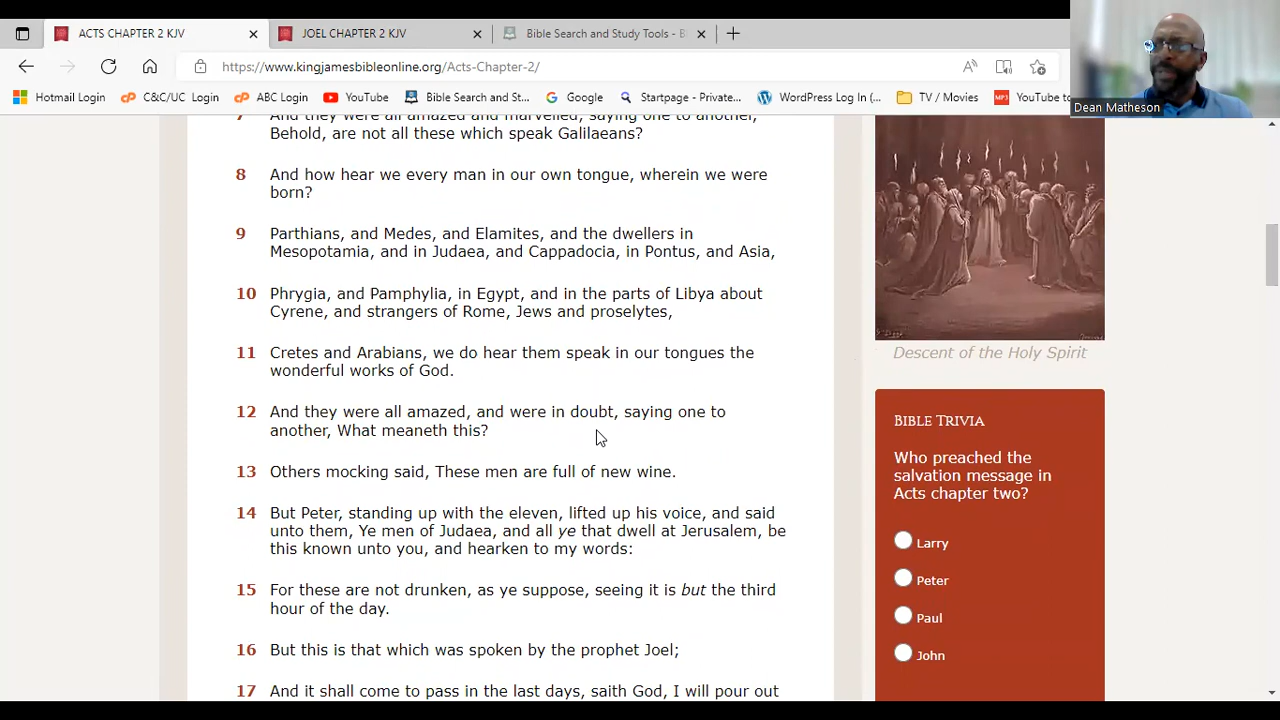 ACTS CHAPTER 2 KJV
JOEL CHAPTER 2 KJV
Bible Search and Study Tools - B
https://www.kingjamesbibleonline.org/Acts-Chapter-2/
Hotmail Login
C&C/UC Login
ABC Login
YouTube
Bible Search and St...
Google
Startpage - Private...
WordPress Log In (...
TV / Movies
YouTube to
Dean Matheson
7 And they were all amazed and marvelled, saying one to another,
Behold, are not all these which speak Galilaeans?
8 And how hear we every man in our own tongue, wherein we were
born?
9 Parthians, and Medes, and Elamites, and the dwellers in
Mesopotamia, and in Judaea, and Cappadocia, in Pontus, and Asia,
10 Phrygia, and Pamphylia, in Egypt, and in the parts of Libya about
Cyrene, and strangers of Rome, Jews and proselytes,
11 Cretes and Arabians, we do hear them speak in our tongues the
wonderful works of God.
12 And they were all amazed, and were in doubt, saying one to
another, What meaneth this?
13 Others mocking said, These men are full of new wine.
14 But Peter, standing up with the eleven, lifted up his voice, and said
unto them, Ye men of Judaea, and all ye that dwell at Jerusalem, be
this known unto you, and hearken to my words:
15 For these are not drunken, as ye suppose, seeing it is but the third
hour of the day.
16 But this is that which was spoken by the prophet Joel;
17 And it shall come to pass in the last days, saith God, I will pour out
Descent of the Holy Spirit
BIBLE TRIVIA
Who preached the
salvation message in
Acts chapter two?
Larry
Peter
Paul
John